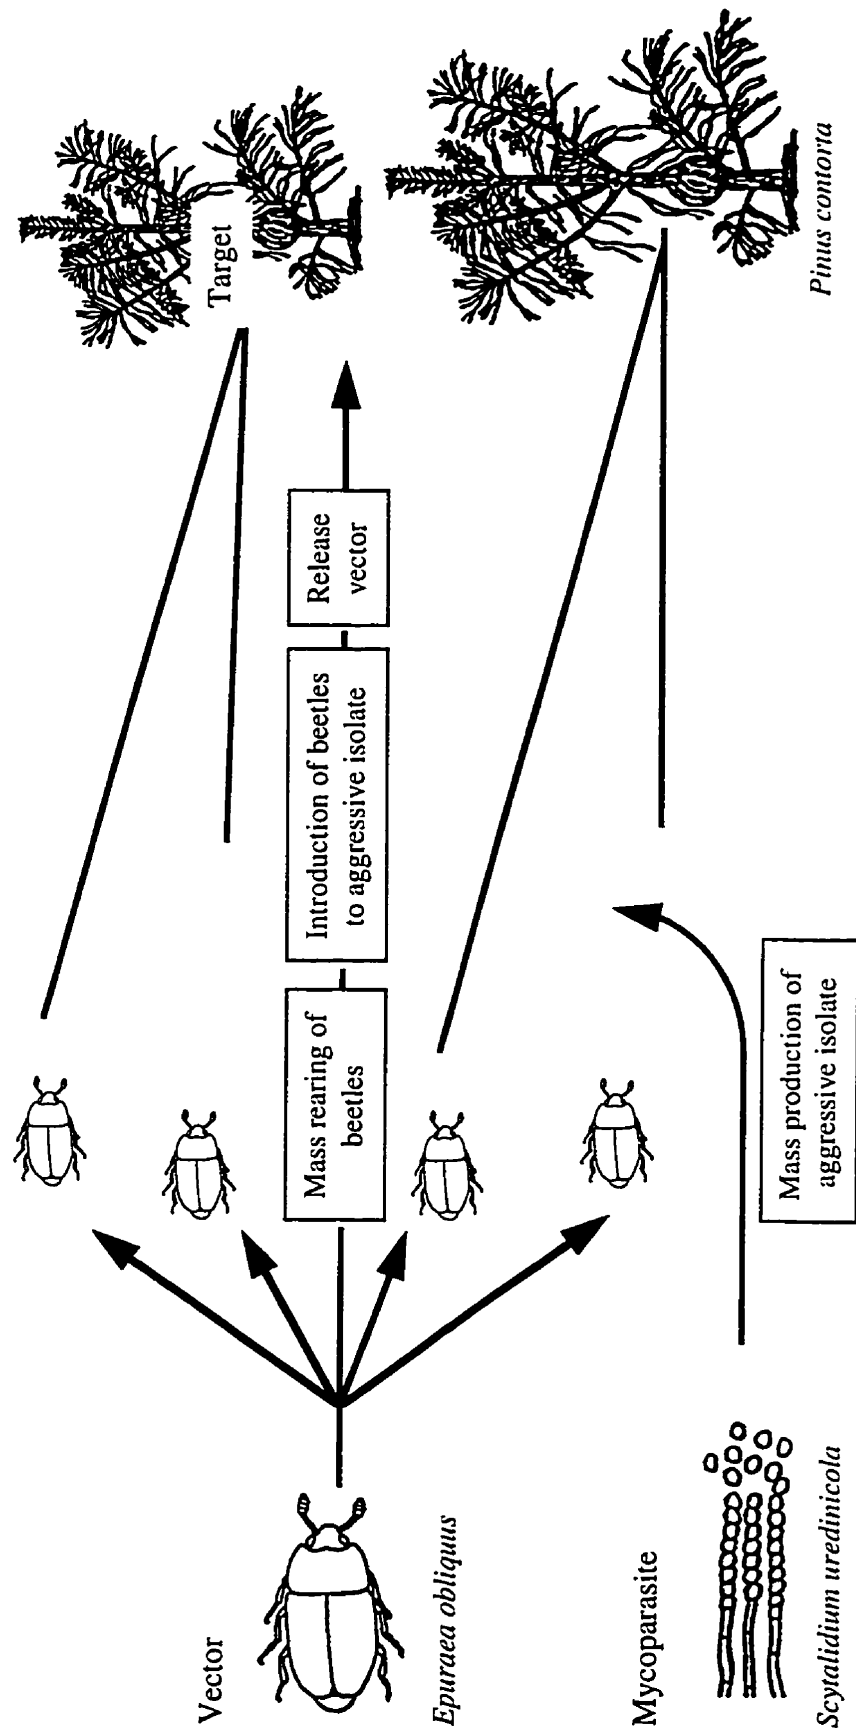 Vector
Epuraea obliquus
Mycoparasite
Scytalidium uredinicola
Mass rearing of
beetles
Introduction of beetles
to aggressive isolate
Release
vector
Mass production of
aggressive isolate
Target
Pinus contorta